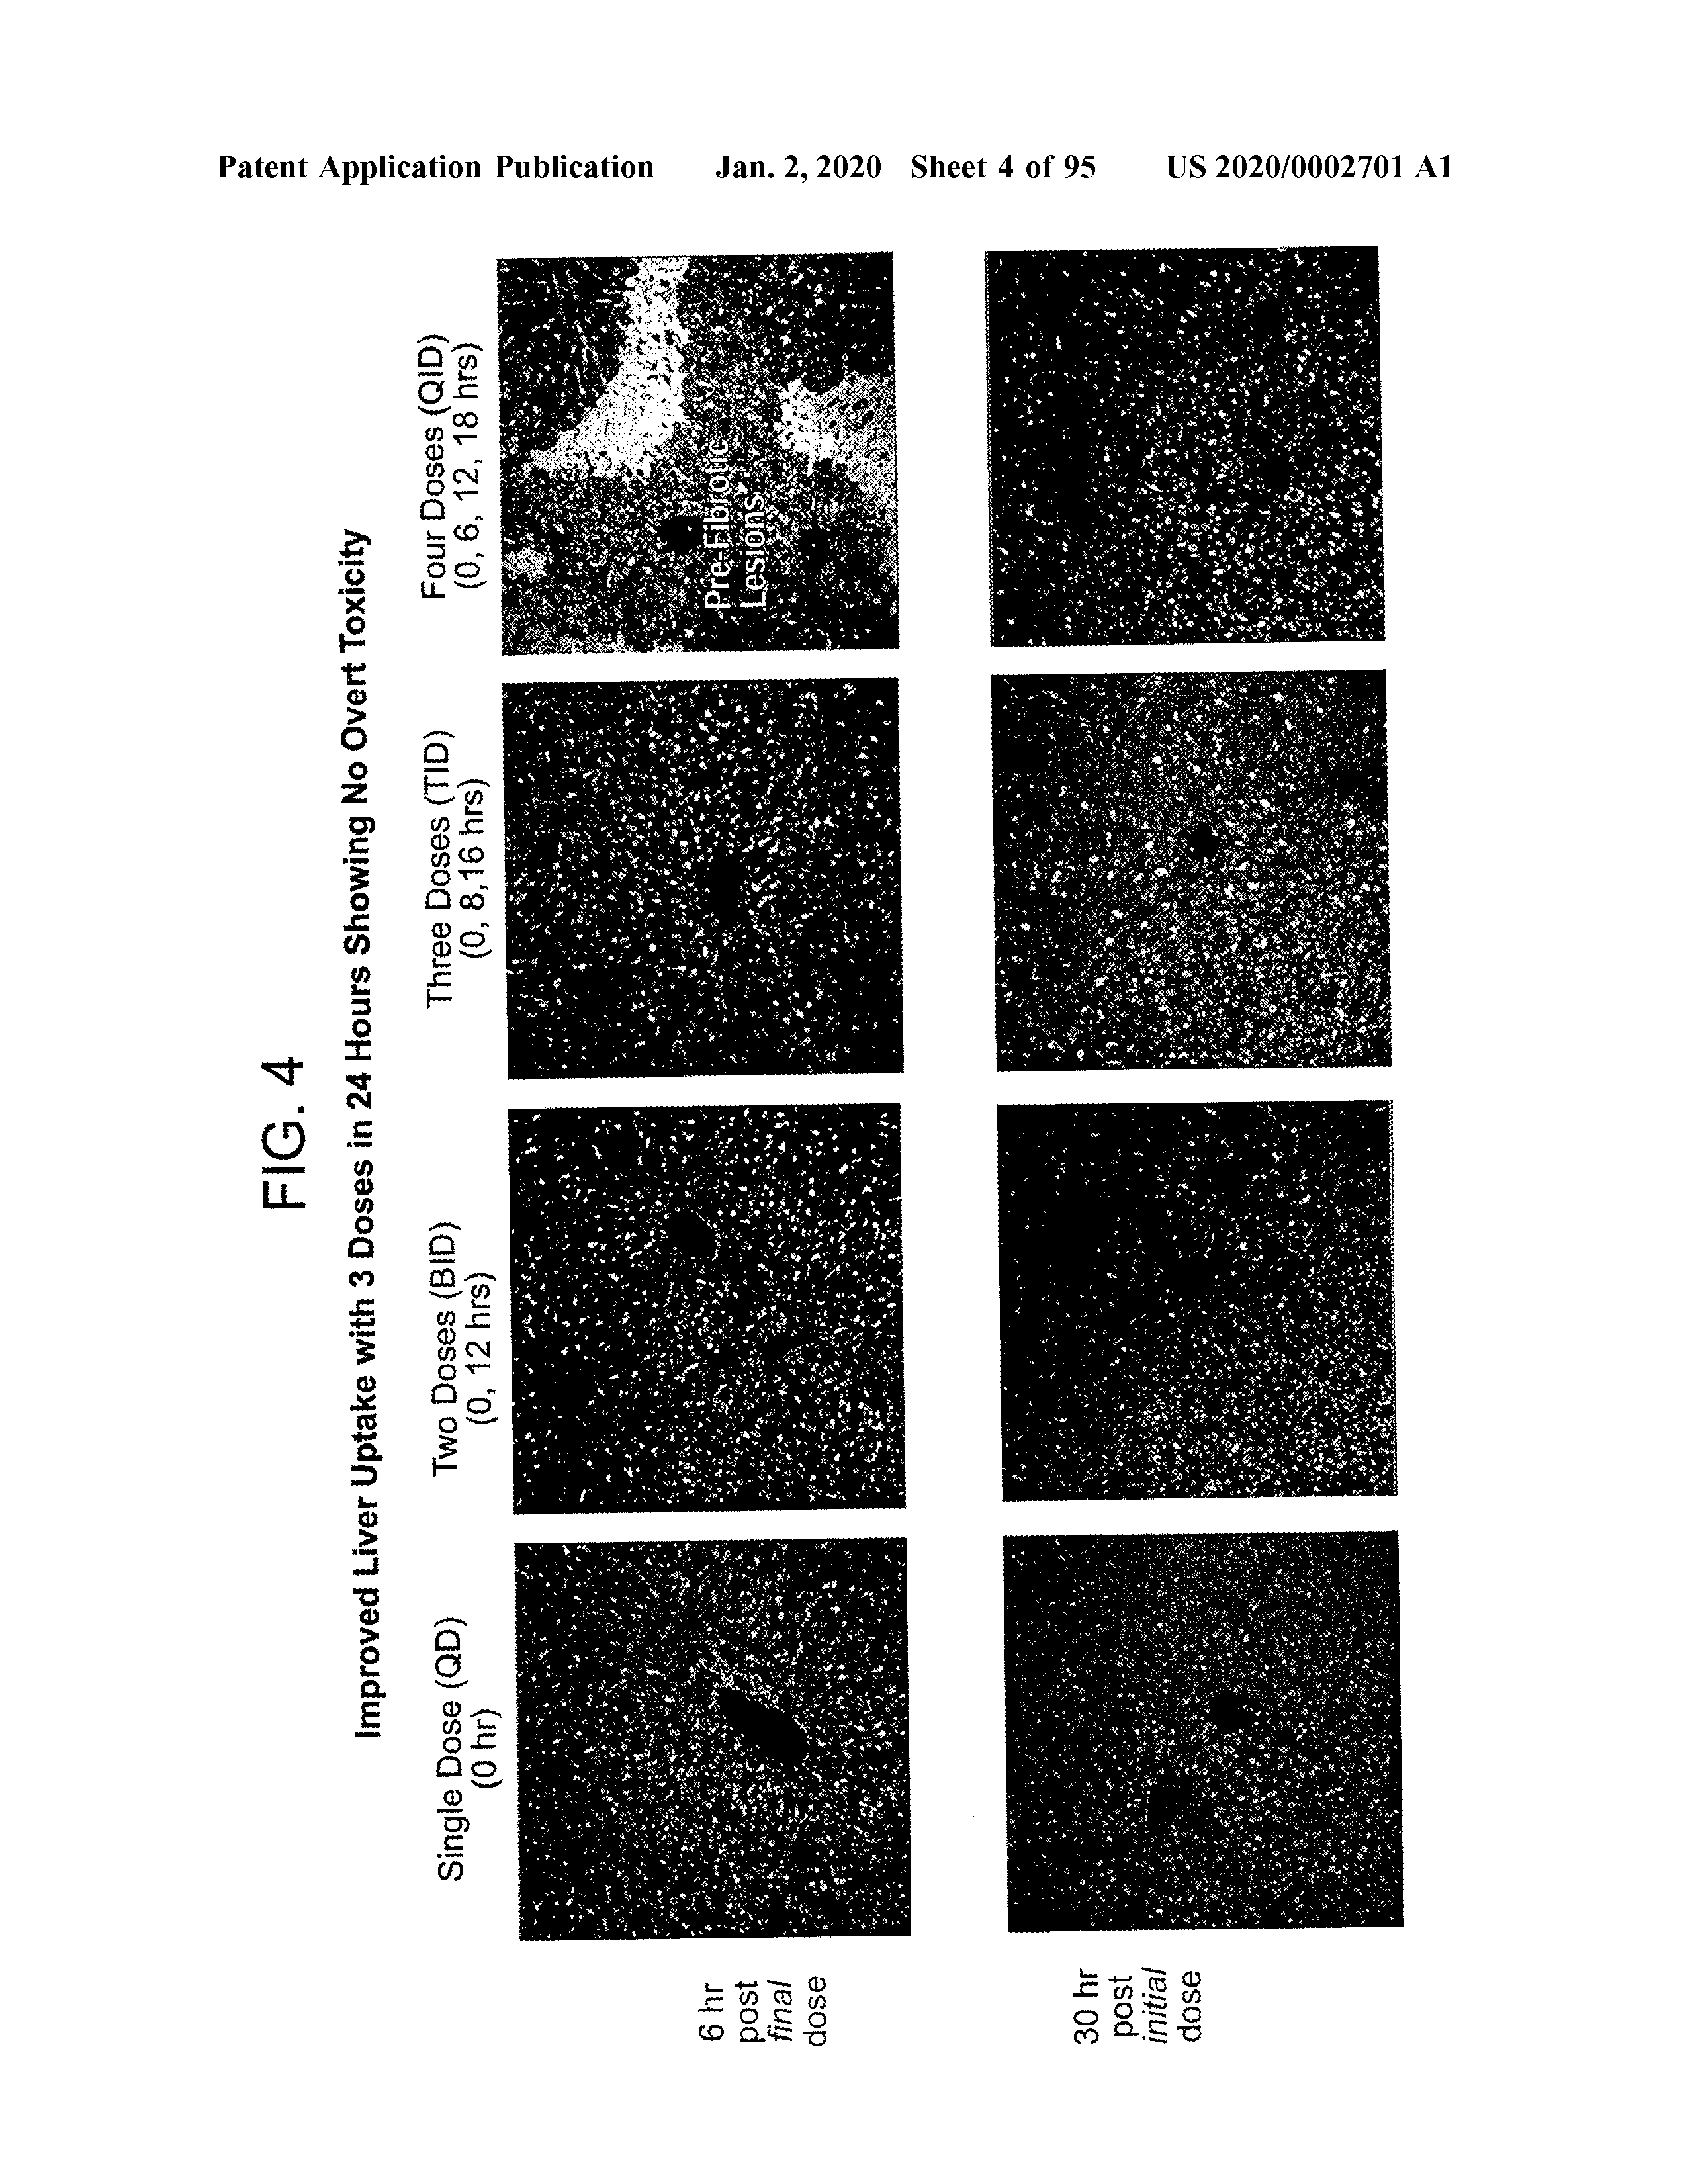 Patent Application Publication Jan. 2, 2020 Sheet 4 of 95 US 2020/0002701 A1
FIG. 4
Improved Liver Uptake with 3 Doses in 24 Hours Showing No Overt Toxicity
Single Dose (QD)
(0 hr)
Two Doses (BID)
(0, 12 hrs)
Three Doses (TID)
(0, 8,16 hrs)
Four Doses (QID)
(0, 6, 12, 18 hrs)
6 hr
post
final
dose
Pre-Fibrotic
Lesions
30 hr
post
initial
dose